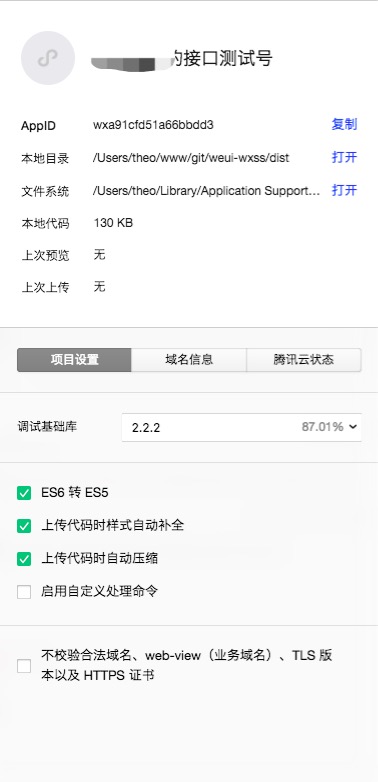 的接口测试号
AppID wxa91cfd51a66bbdd3 复制
本地目录 /Users/theo/www/git/weui-wxss/dist 打开
文件系统 /Users/theo/Library/Application Support... 打开
本地代码 130 KB
上次预览 无
上次上传 无
项目设置 域名信息 腾讯云状态
调试基础库 2.2.2 87.01%
ES6 转 ES5
上传代码时样式自动补全
上传代码时自动压缩
启用自定义处理命令
不校验合法域名、web-view（业务域名）、TLS 版
本以及 HTTPS 证书